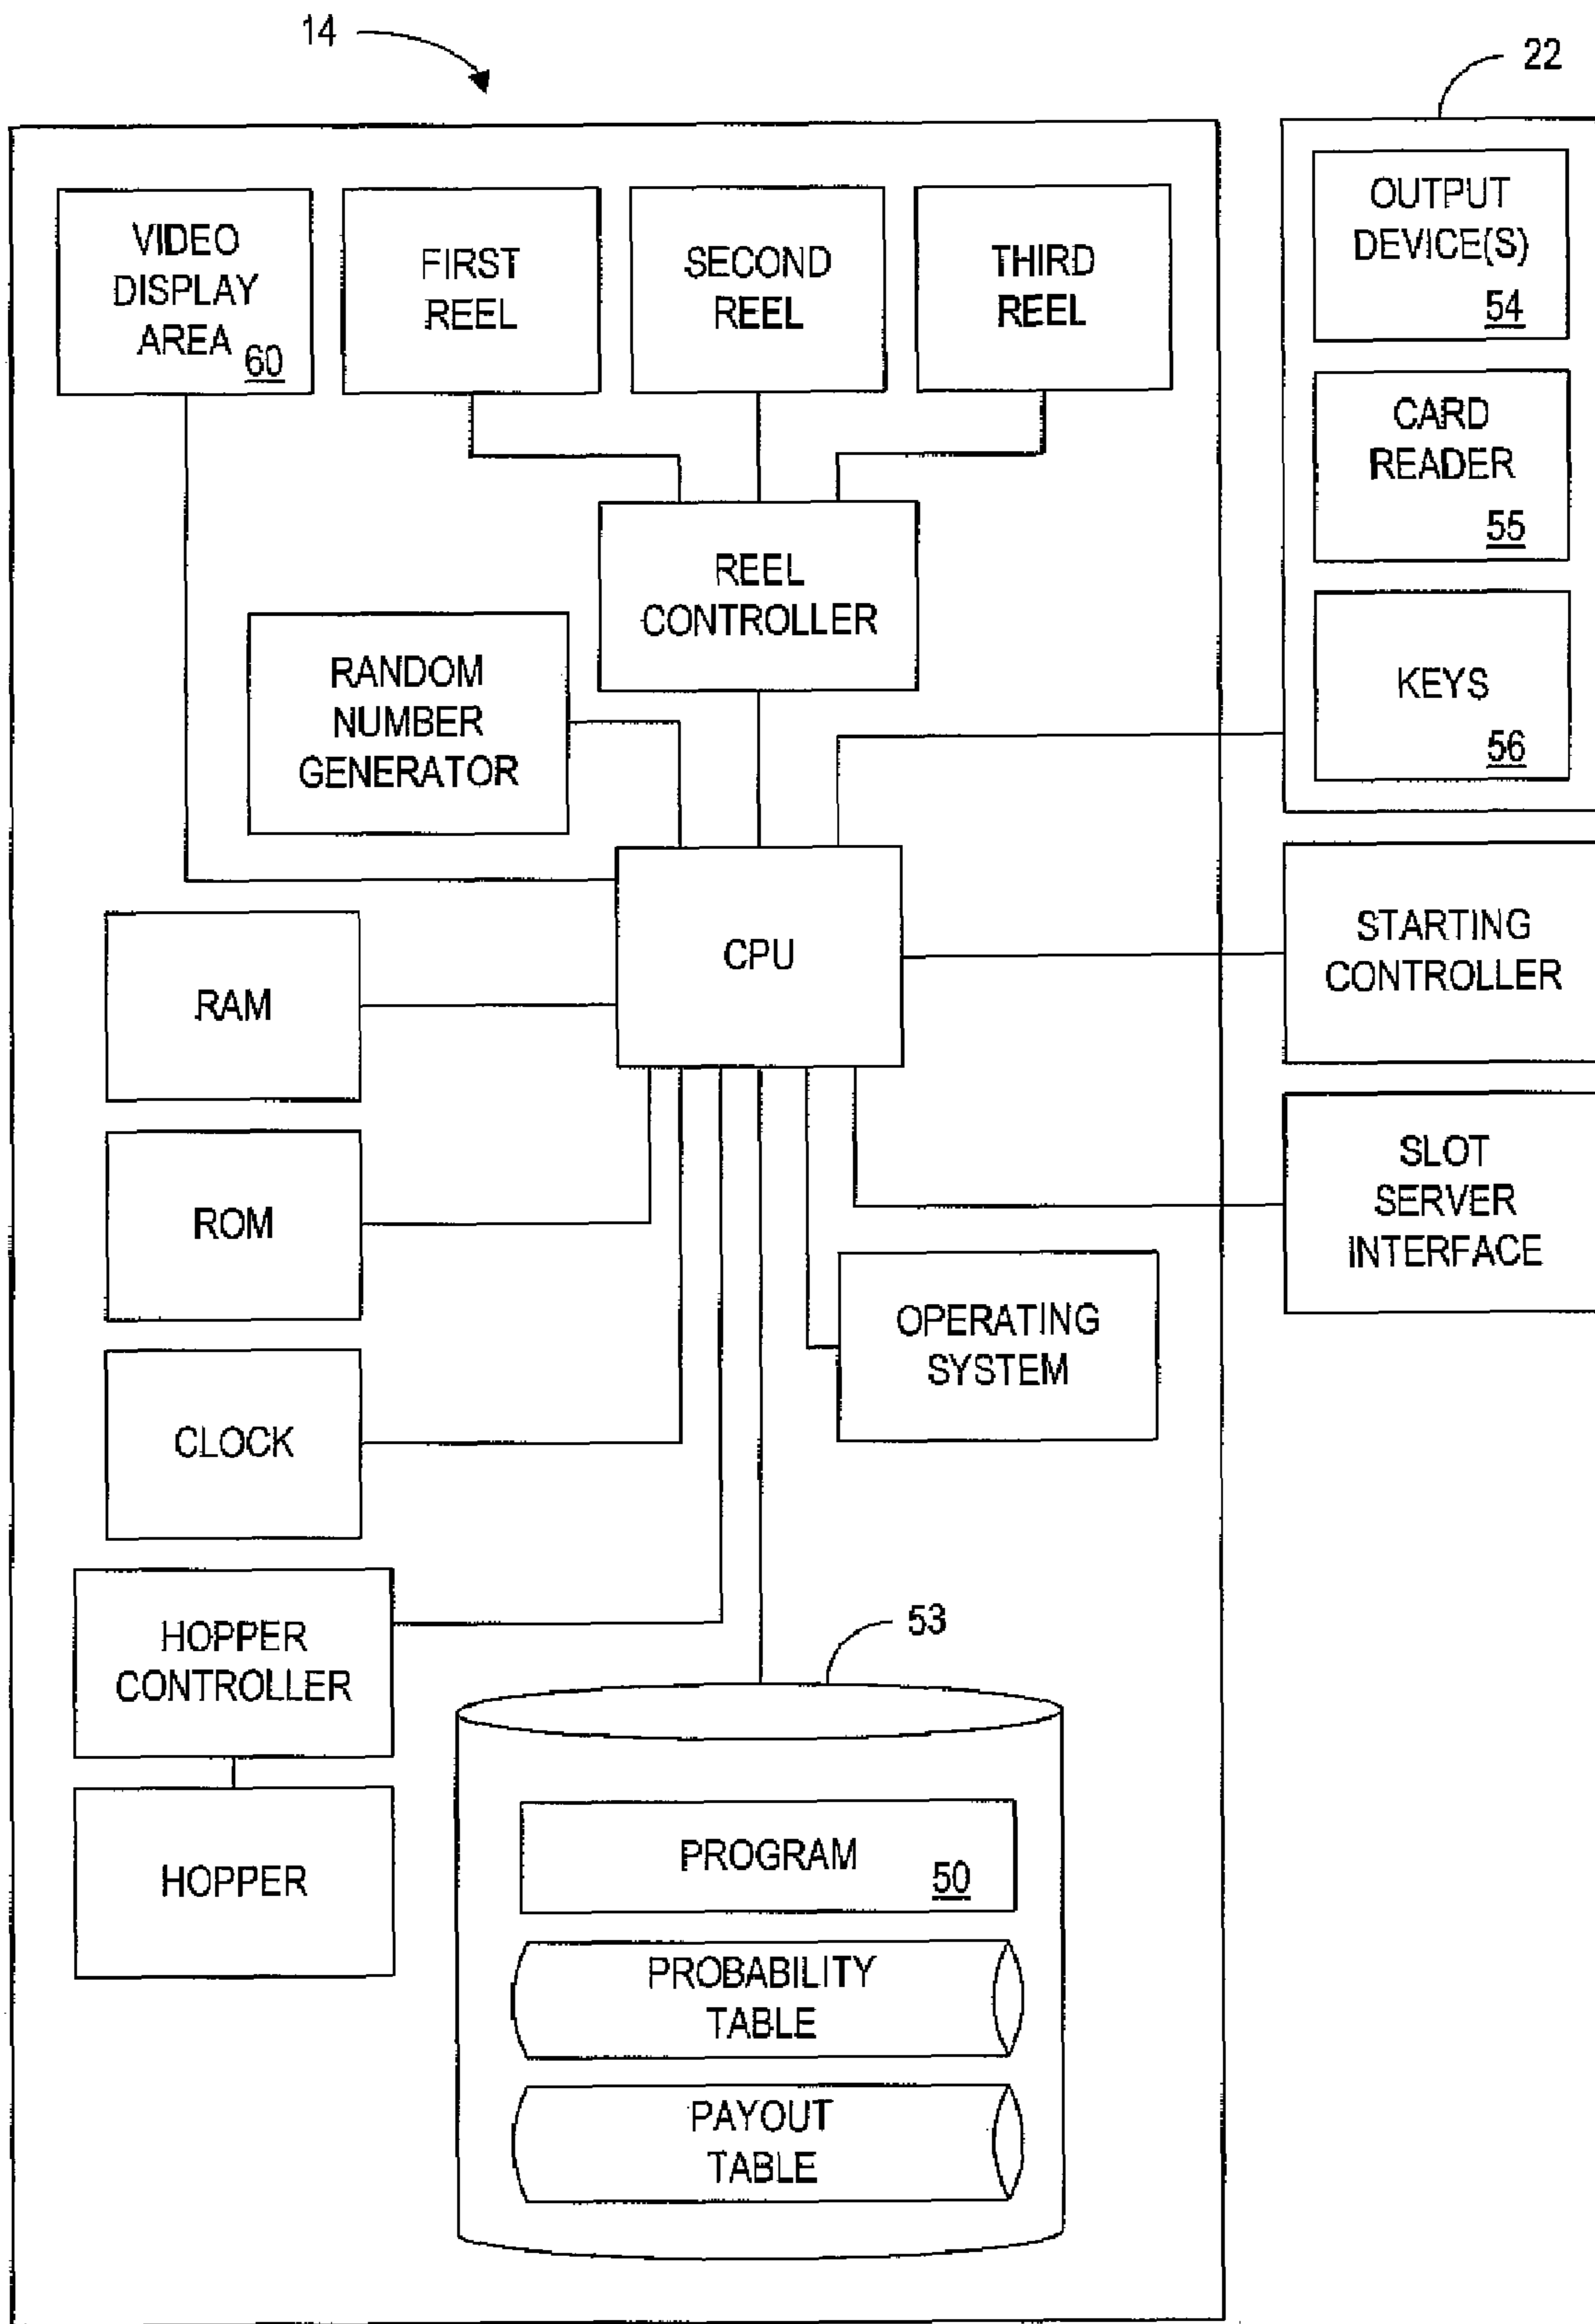 14
22
VIDEO
DISPLAY
AREA 60
FIRST
REEL
SECOND
REEL
THIRD
REEL
OUTPUT
DEVICE(S)
54
CARD
READER
55
KEYS
56
REEL
CONTROLLER
RANDOM
NUMBER
GENERATOR
CPU
STARTING
CONTROLLER
RAM
SLOT
SERVER
INTERFACE
ROM
OPERATING
SYSTEM
CLOCK
HOPPER
CONTROLLER
53
HOPPER
PROGRAM
50
PROBABILITY
TABLE
PAYOUT
TABLE